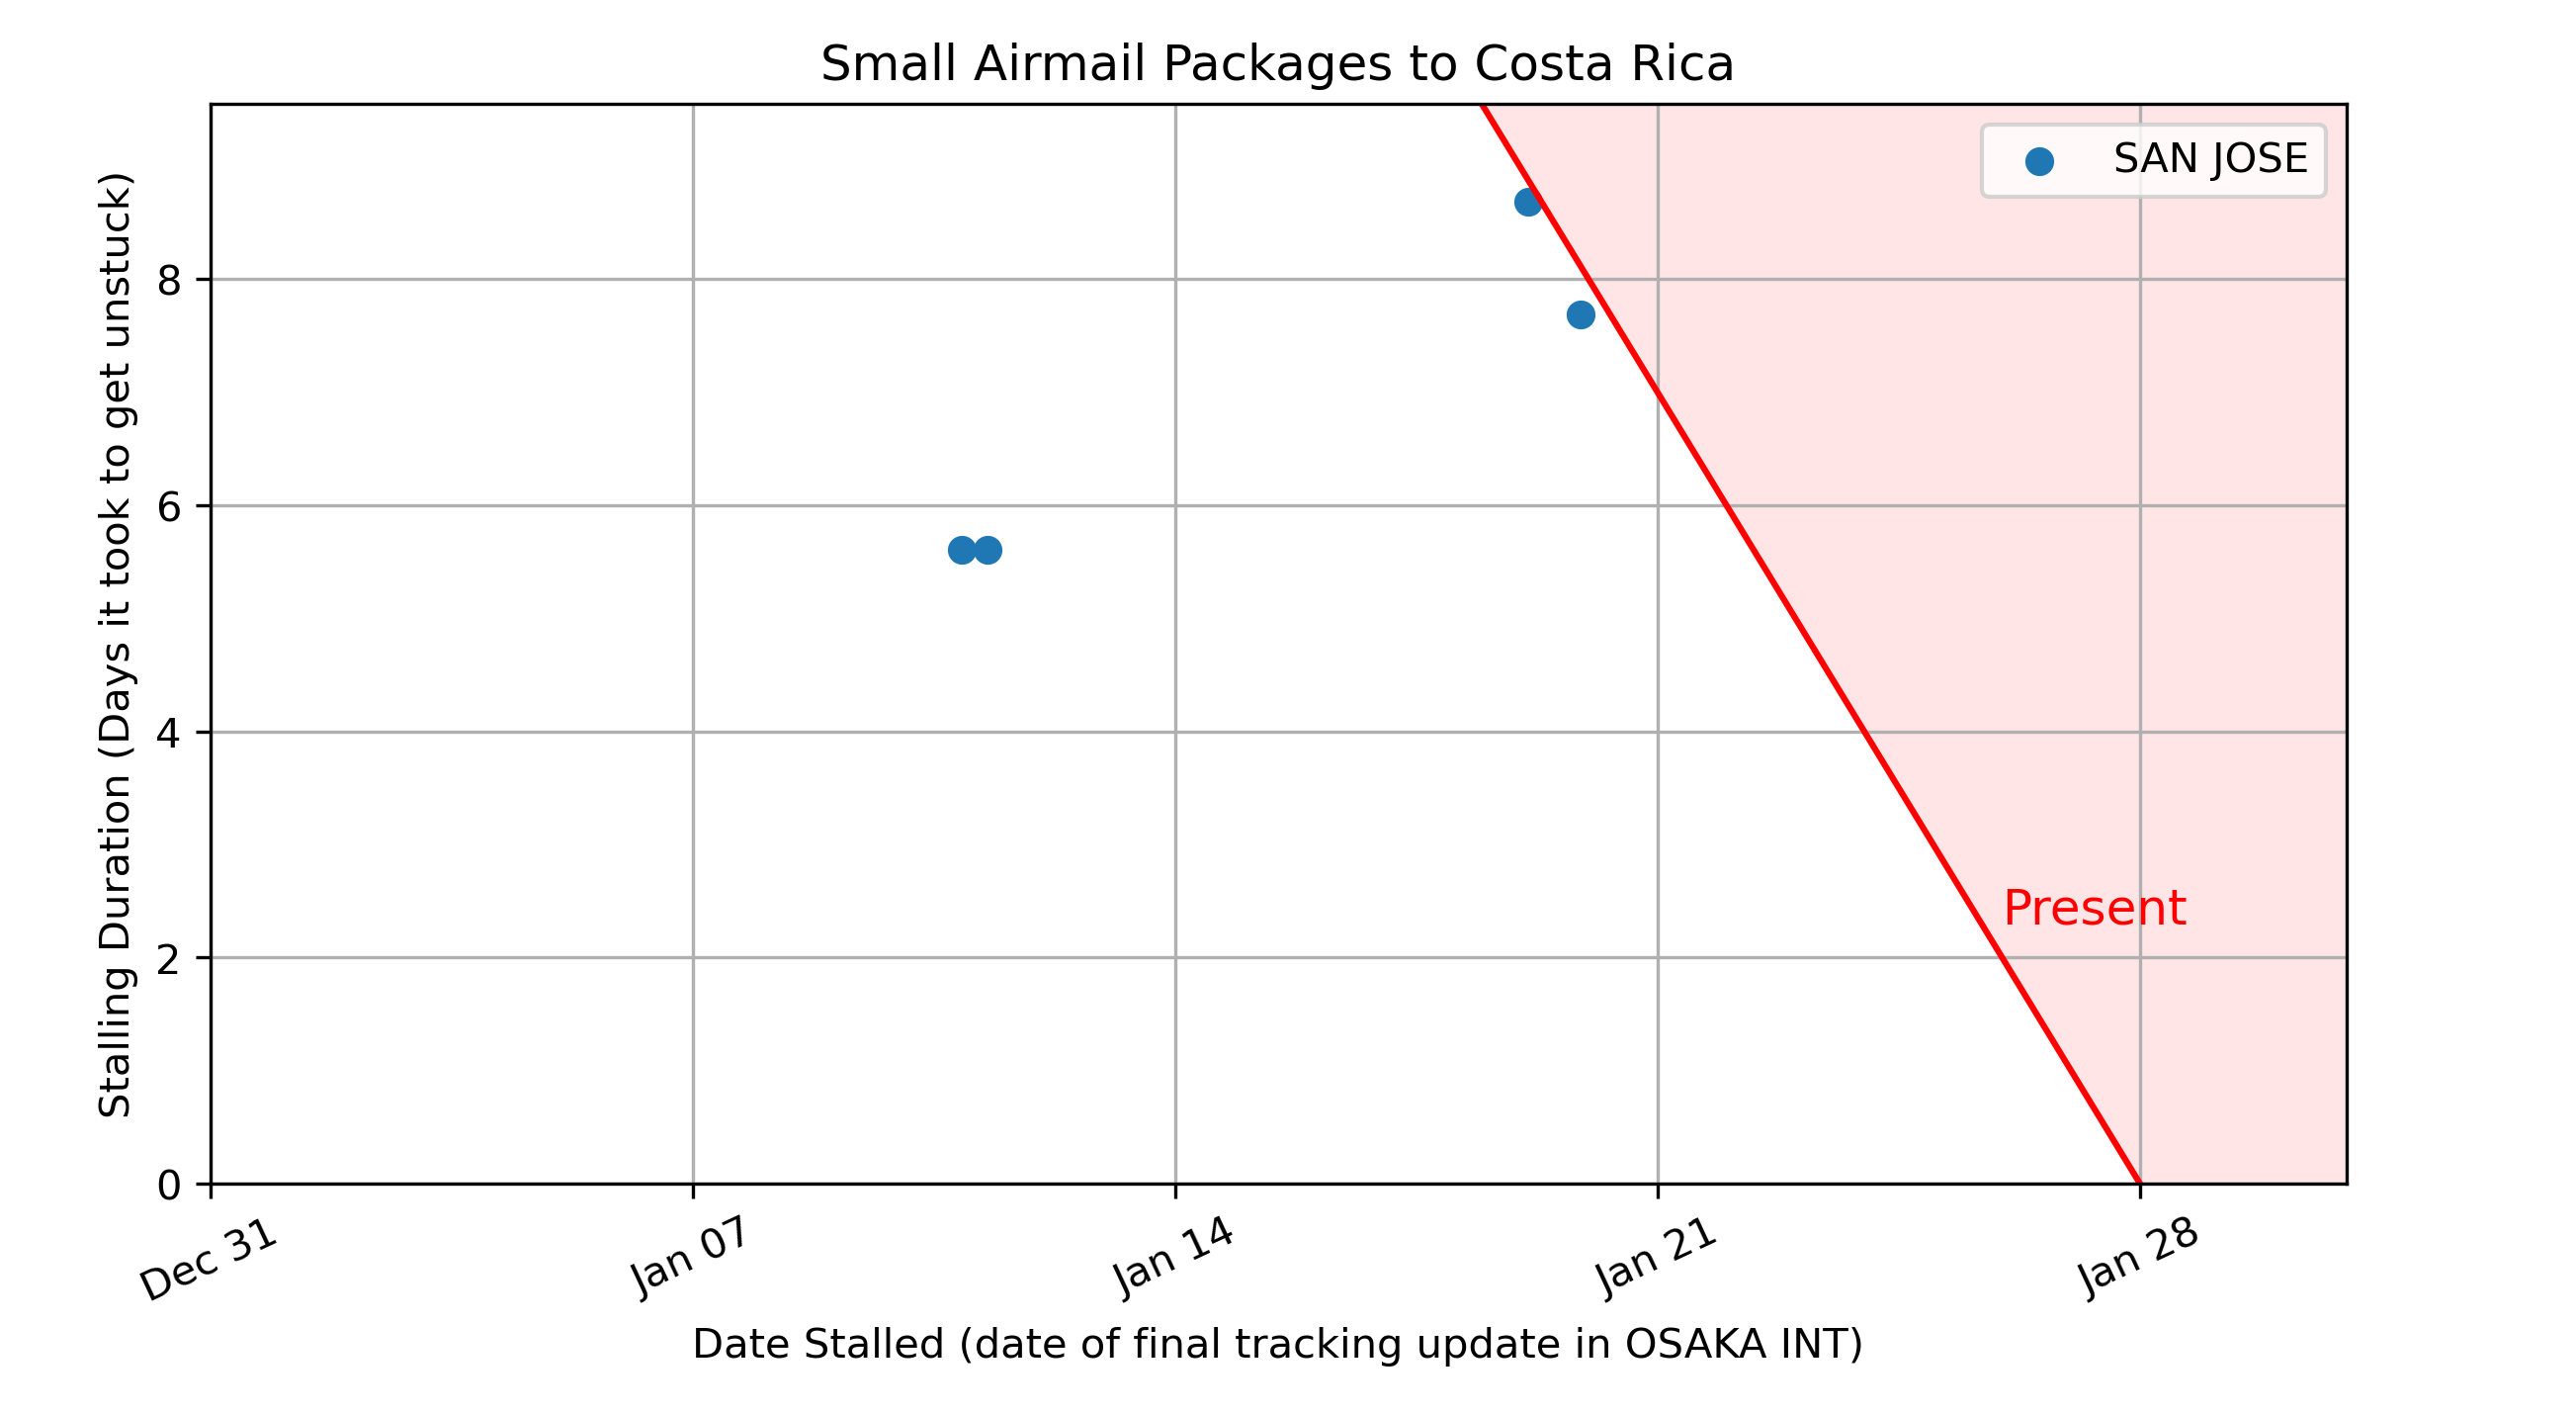 Small Airmail Packages to Costa Rica
SAN JOSE
Stalling Duration (Days it took to get unstuck)
8
6
4
2
0
Present
Dec 31
Jan 07
Jan 14
Jan 21
Jan 28
Date Stalled (date of final tracking update in OSAKA INT)